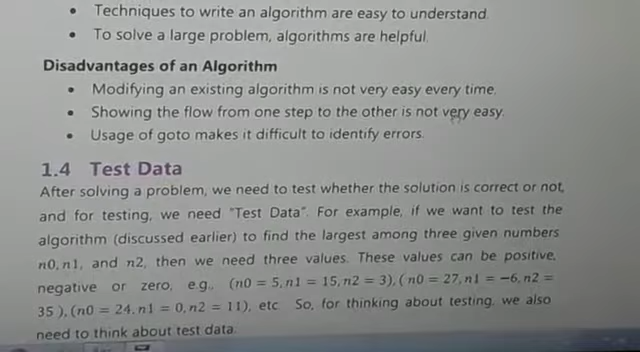 • Techniques to write an algorithm are easy to understand.
• To solve a large problem, algorithms are helpful.
Disadvantages of an Algorithm
• Modifying an existing algorithm is not very easy every time.
• Showing the flow from one step to the other is not very easy.
• Usage of goto makes it difficult to identify errors.
1.4 Test Data
After solving a problem, we need to test whether the solution is correct or not,
and for testing, we need "Test Data". For example, if we want to test the
algorithm (discussed earlier) to find the largest among three given numbers
n0, n1, and n2, then we need three values. These values can be positive,
negative or zero, e.g., (n0 = 5, n1 = 15, n2 = 3), ( n0 = 27, n1 = −6, n2 =
35 ), (n0 = 24, n1 = 0, n2 = 11), etc. So, for thinking about testing, we also
need to think about test data.